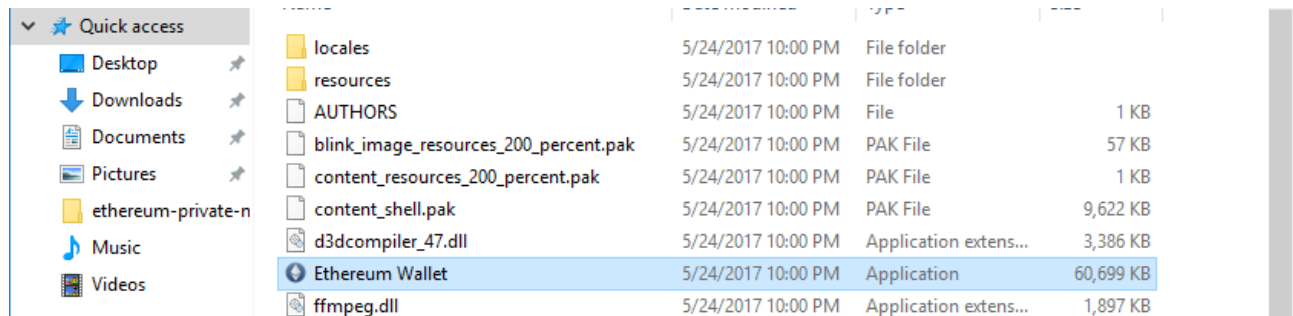 Quick access
Desktop
Downloads
Documents
Pictures
ethereum-private-n
Music
Videos
locales 5/24/2017 10:00 PM File folder
resources 5/24/2017 10:00 PM File folder
AUTHORS 5/24/2017 10:00 PM File 1 KB
blink_image_resources_200_percent.pak 5/24/2017 10:00 PM PAK File 57 KB
content_resources_200_percent.pak 5/24/2017 10:00 PM PAK File 1 KB
content_shell.pak 5/24/2017 10:00 PM PAK File 9,622 KB
d3dcompiler_47.dll 5/24/2017 10:00 PM Application extens... 3,386 KB
Ethereum Wallet 5/24/2017 10:00 PM Application 60,699 KB
ffmpeg.dll 5/24/2017 10:00 PM Application extens... 1,897 KB